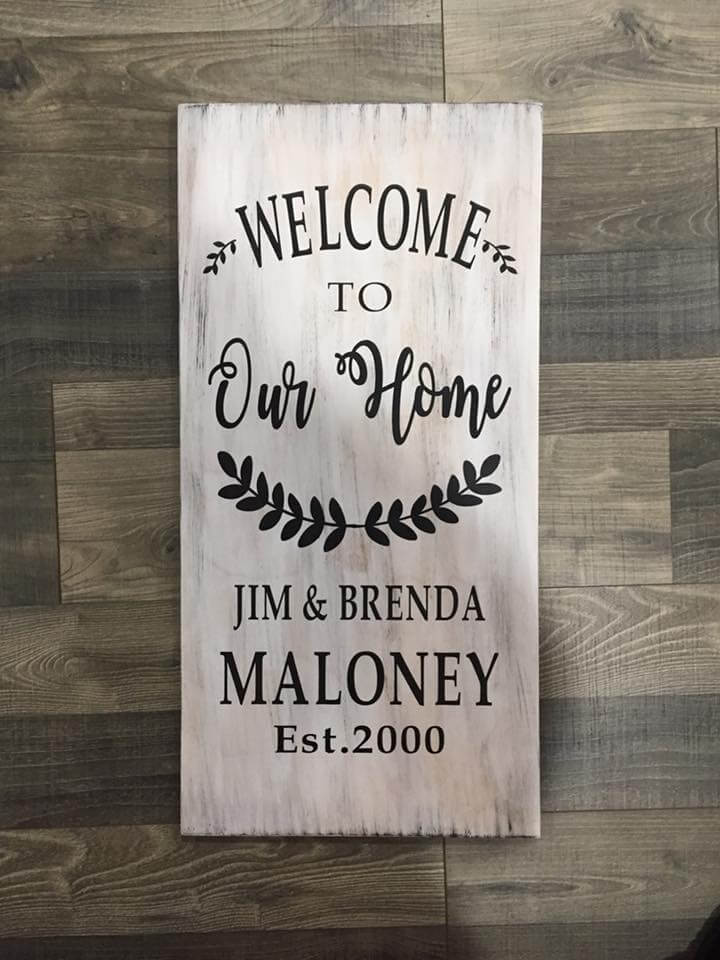 WELCOME
TO
Our Home
JIM & BRENDA
MALONEY
Est.2000